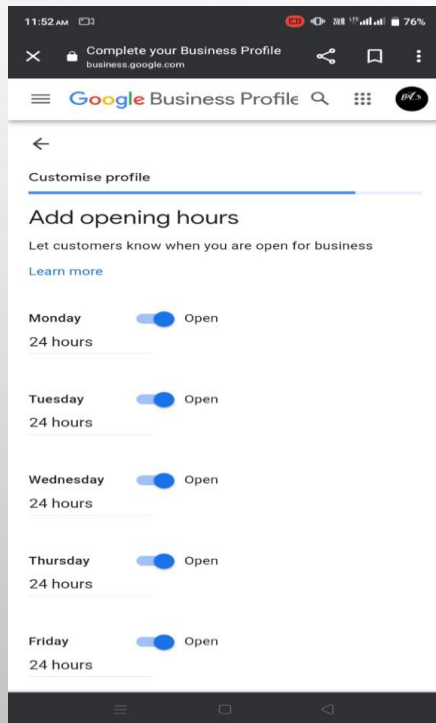 11:52 AM 76%
Complete your Business Profile
business.google.com
Google Business Profile
Customise profile
Add opening hours
Let customers know when you are open for business
Learn more
Monday Open
24 hours
Tuesday Open
24 hours
Wednesday Open
24 hours
Thursday Open
24 hours
Friday Open
24 hours